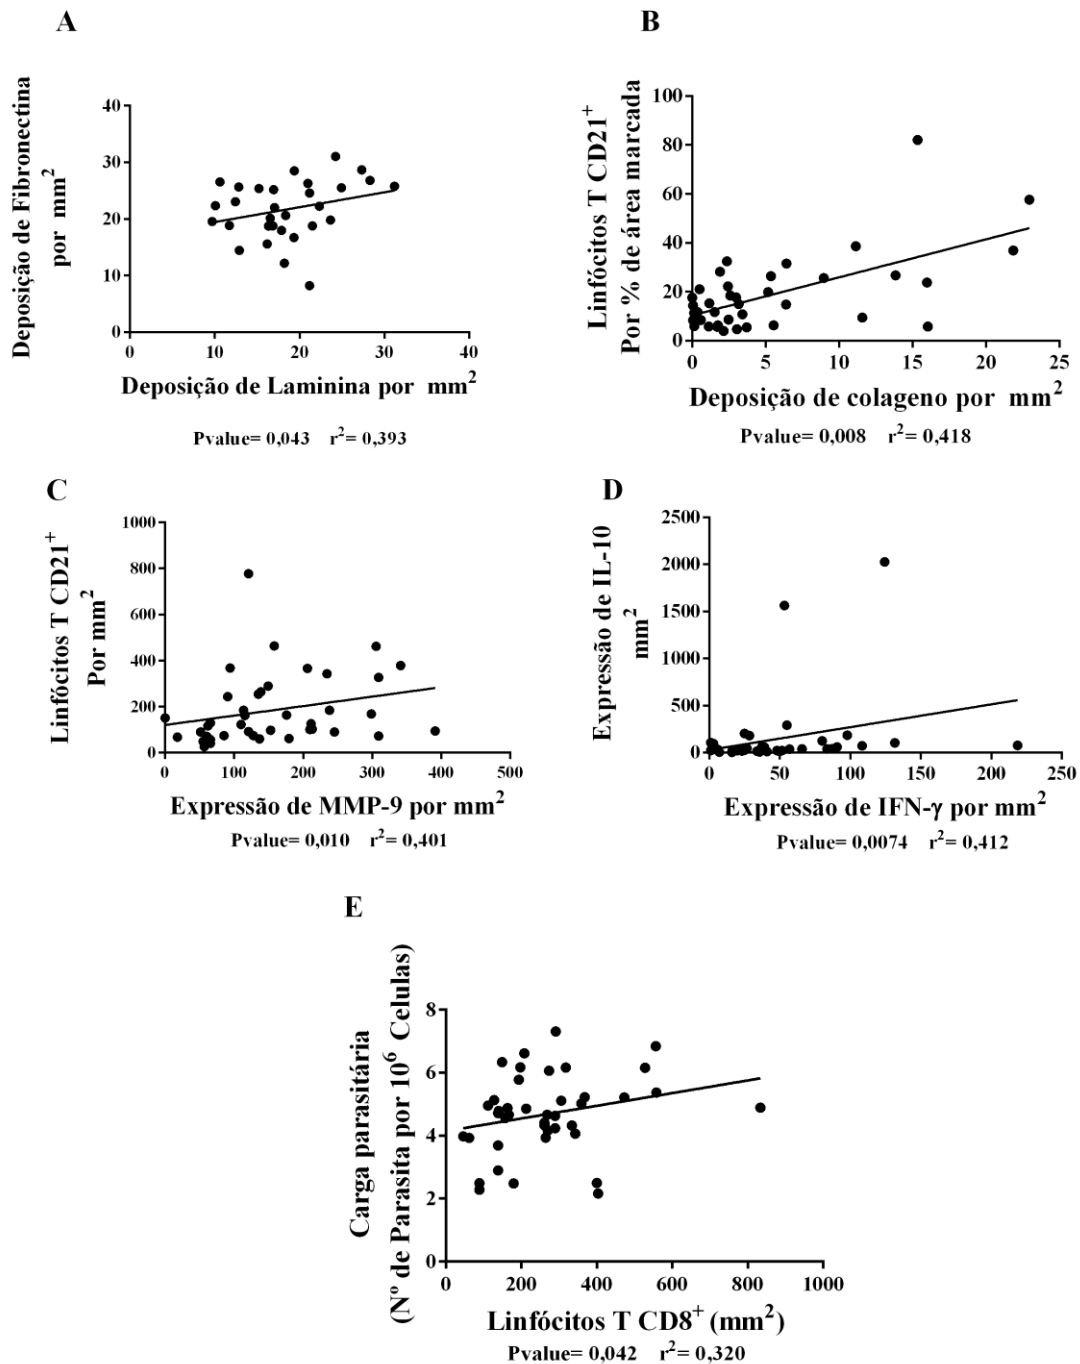 A
Deposição de Fibronectina
por mm²
40
30
20
10
0
0 10 20 30 40
Deposição de Laminina por mm²
Pvalue= 0,043 r²= 0,393
B
Linfócitos T CD21⁺
Por % de área marcada
100
80
60
40
20
0
0 5 10 15 20 25
Deposição de colageno por mm²
Pvalue= 0,008 r²= 0,418
C
Linfócitos T CD21⁺
Por mm²
1000
800
600
400
200
0
0 100 200 300 400 500
Expressão de MMP-9 por mm²
Pvalue= 0,010 r²= 0,401
D
Expressão de IL-10
mm²
2500
2000
1500
1000
500
0
0 50 100 150 200 250
Expressão de IFN-γ por mm²
Pvalue= 0,0074 r²= 0,412
E
Carga parasitária
(Nº de Parasita por 10⁶ Celulas)
8
6
4
2
0
0 200 400 600 800 1000
Linfócitos T CD8⁺ (mm²)
Pvalue= 0,042 r²= 0,320